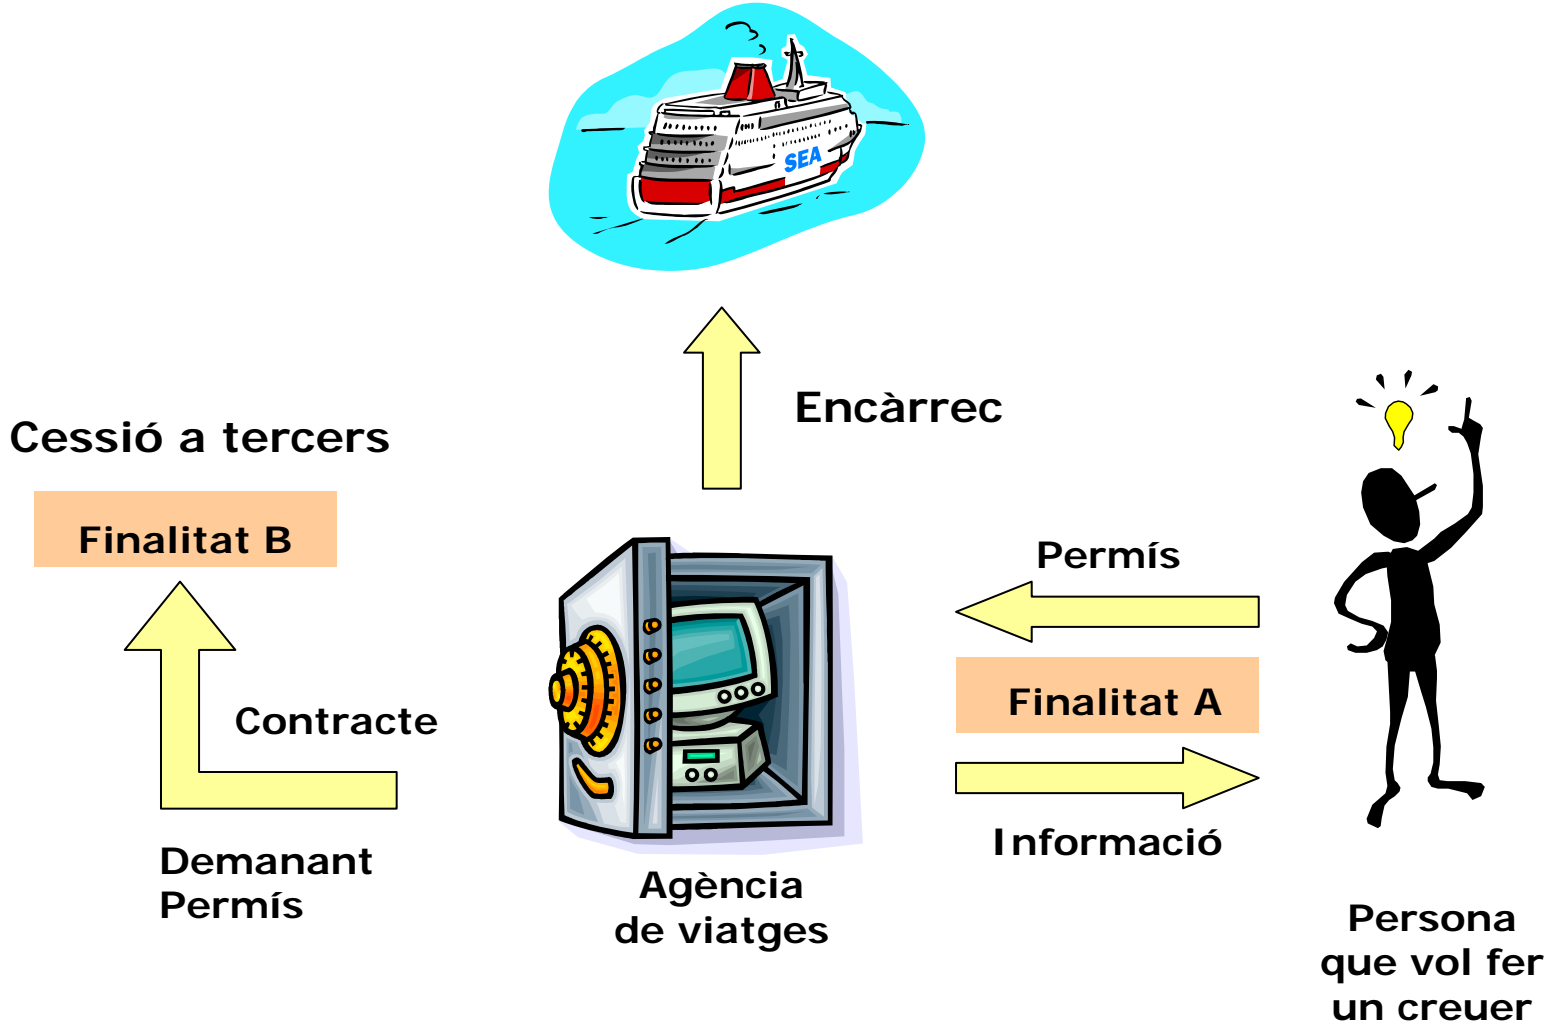 SEA
Encàrrec
Cessió a tercers
Finalitat B
Permís
Finalitat A
Contracte
Informació
Demanant
Permís
Agència
de viatges
Persona
que vol fer
un creuer